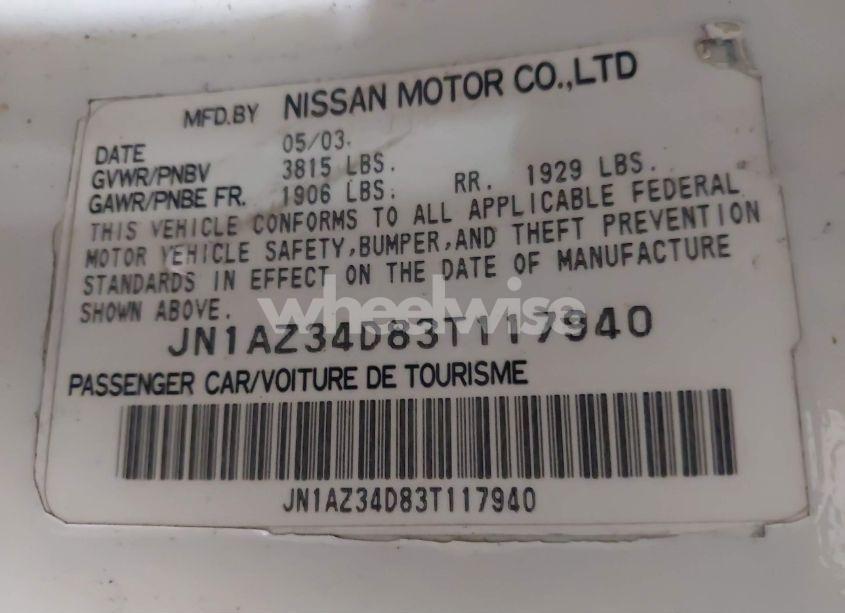 MFD.BY NISSAN MOTOR CO.,LTD
DATE 05/03.
GVWR/PNBV 3815 LBS.
GAWR/PNBE FR. 1906 LBS. RR. 1929 LBS.
THIS VEHICLE CONFORMS TO ALL APPLICABLE FEDERAL
MOTOR VEHICLE SAFETY,BUMPER,AND THEFT PREVENTION
STANDARDS IN EFFECT ON THE DATE OF MANUFACTURE
SHOWN ABOVE.
wheelwise
JN1AZ34D83T117940
PASSENGER CAR/VOITURE DE TOURISME
JN1AZ34D83T117940